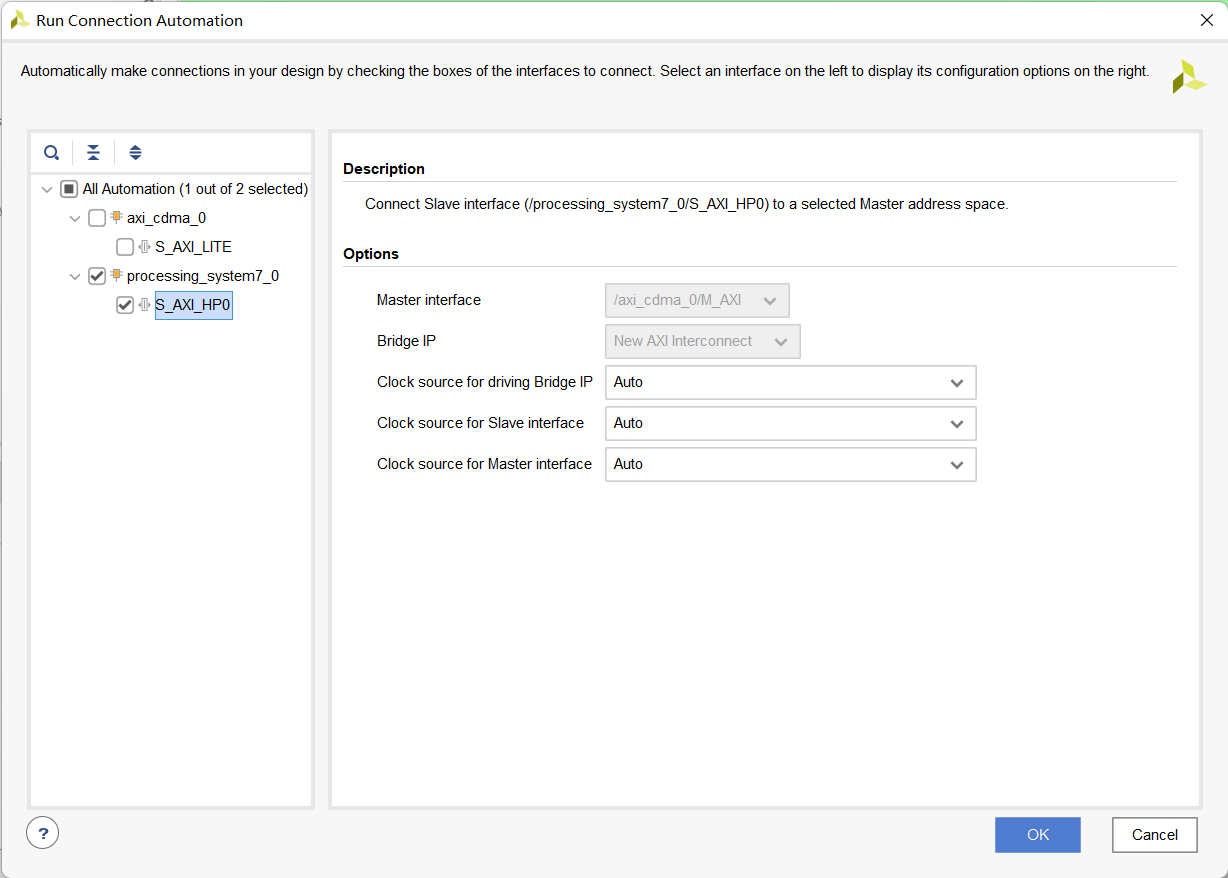 Run Connection Automation
Automatically make connections in your design by checking the boxes of the interfaces to connect. Select an interface on the left to display its configuration options on the right.
All Automation (1 out of 2 selected)
axi_cdma_0
S_AXI_LITE
processing_system7_0
S_AXI_HP0
Description
Connect Slave interface (/processing_system7_0/S_AXI_HP0) to a selected Master address space.
Options
Master interface /axi_cdma_0/M_AXI
Bridge IP New AXI Interconnect
Clock source for driving Bridge IP Auto
Clock source for Slave interface Auto
Clock source for Master interface Auto
?
OK Cancel